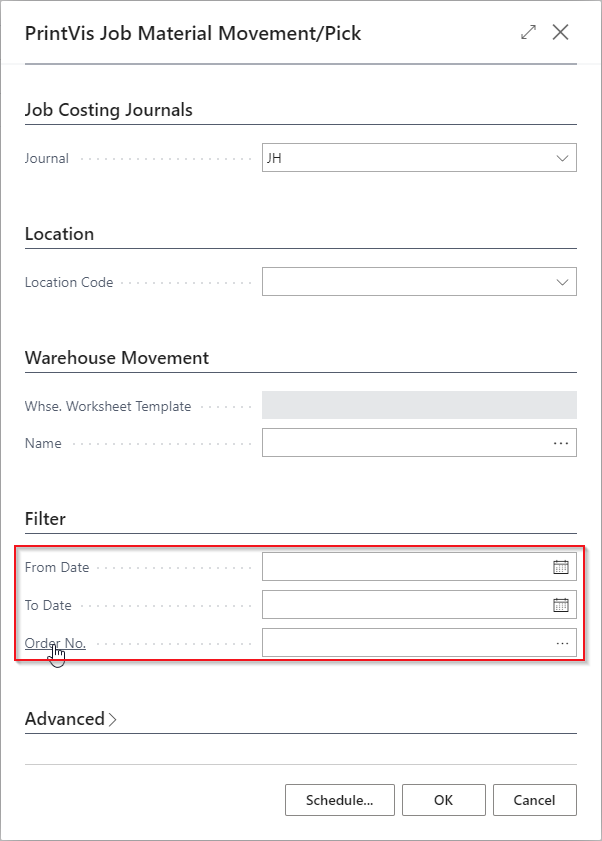 PrintVis Job Material Movement/Pick
Job Costing Journals
Journal JH
Location
Location Code
Warehouse Movement
Whse. Worksheet Template
Name
Filter
From Date
To Date
Order No.
Advanced
Schedule... OK Cancel